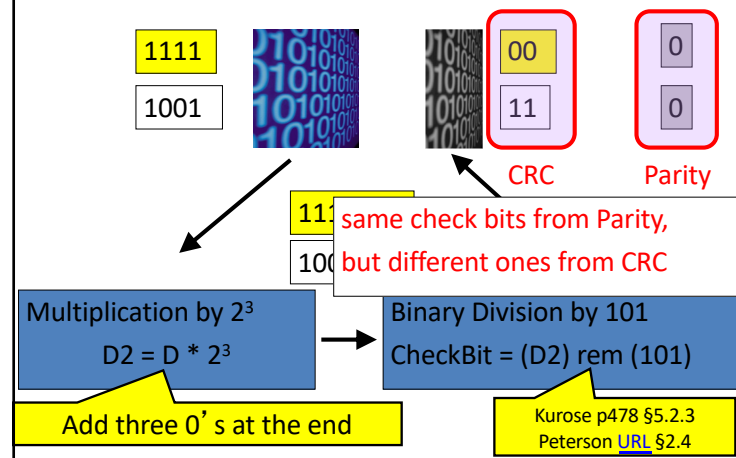 1111
00
0
1001
11
0
CRC
Parity
111
same check bits from Parity,
100
but different ones from CRC
Multiplication by 2³
D2 = D * 2³
Binary Division by 101
CheckBit = (D2) rem (101)
Add three 0's at the end
Kurose p478 §5.2.3
Peterson URL §2.4